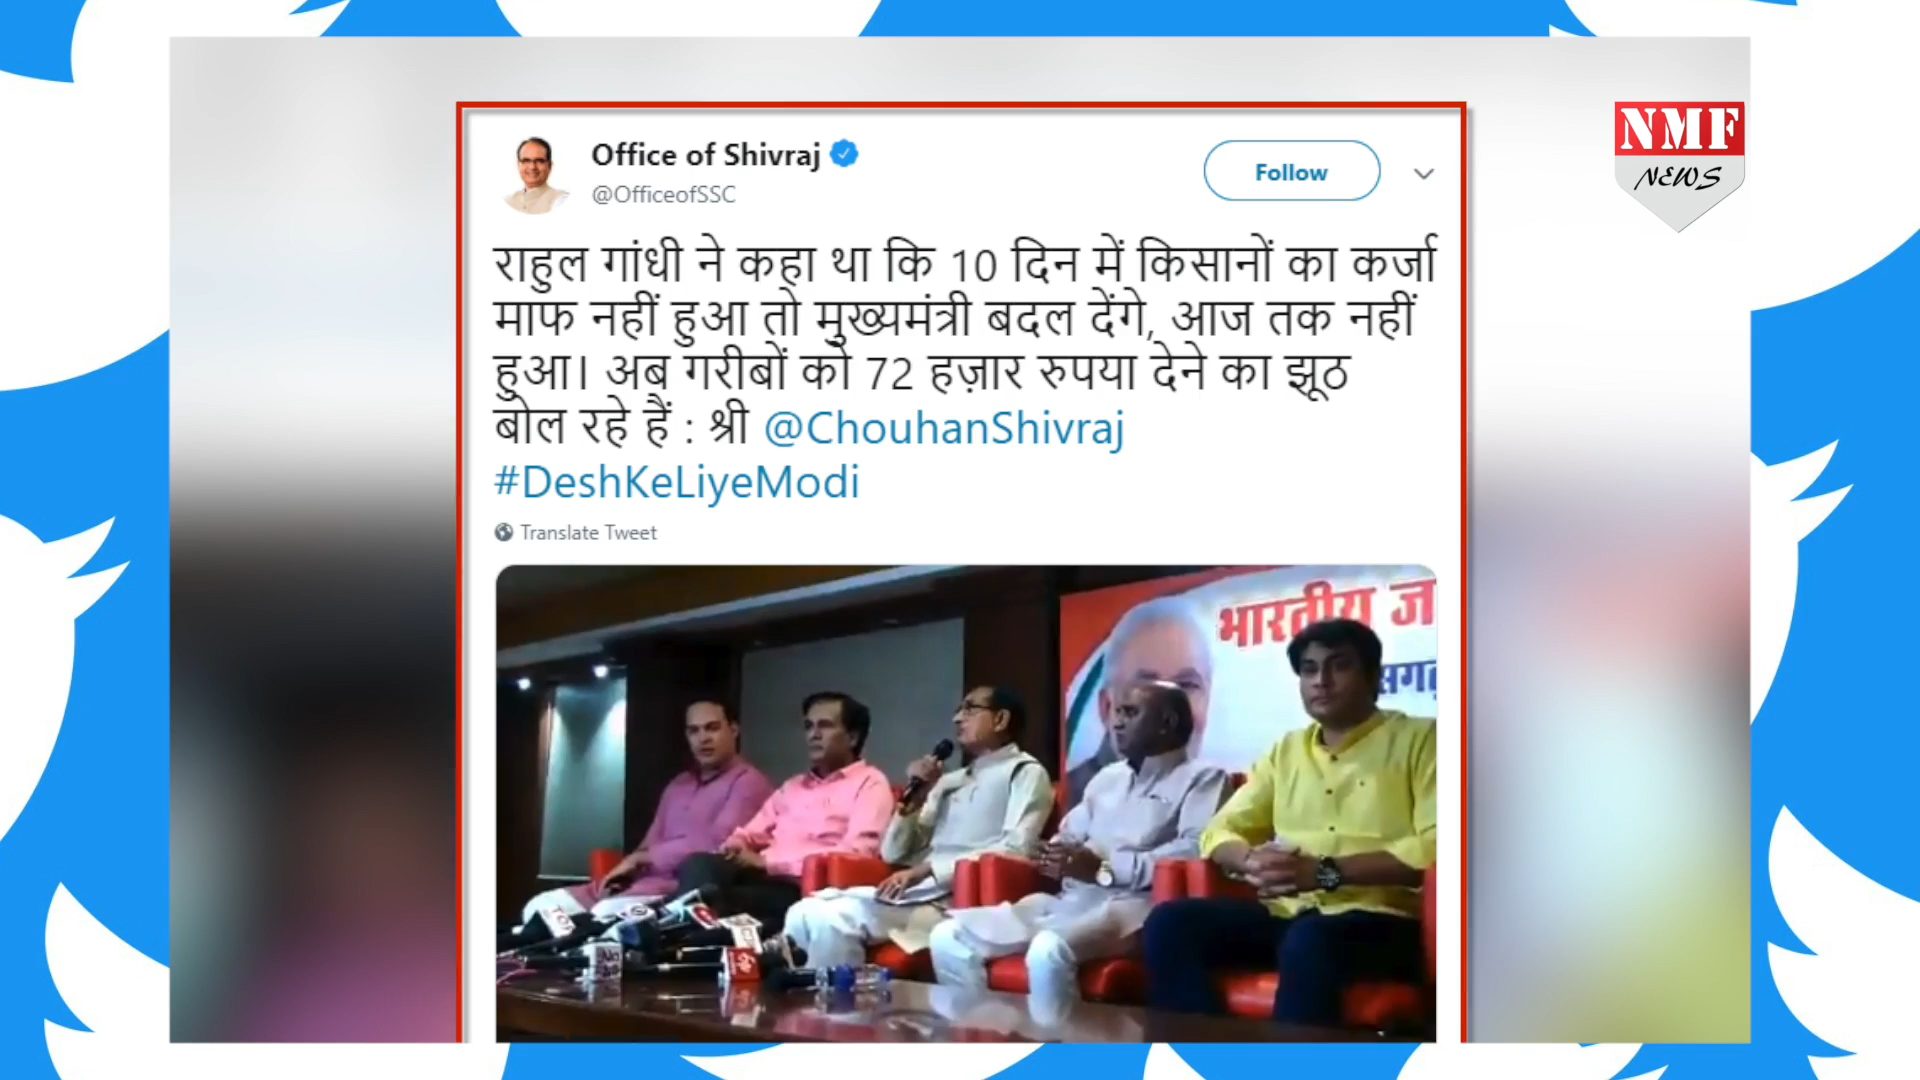 Office of Shivraj
@OfficeofSSC
Follow
NMF
NEWS
राहुल गांधी ने कहा था कि 10 दिन में किसानों का कर्जा
माफ नहीं हुआ तो मुख्यमंत्री बदल देंगे, आज तक नहीं
हुआ। अब गरीबों को 72 हज़ार रुपया देने का झूठ
बोल रहे हैं : श्री @ChouhanShivraj
#DeshKeLiyeModi
Translate Tweet
भारतीय ज